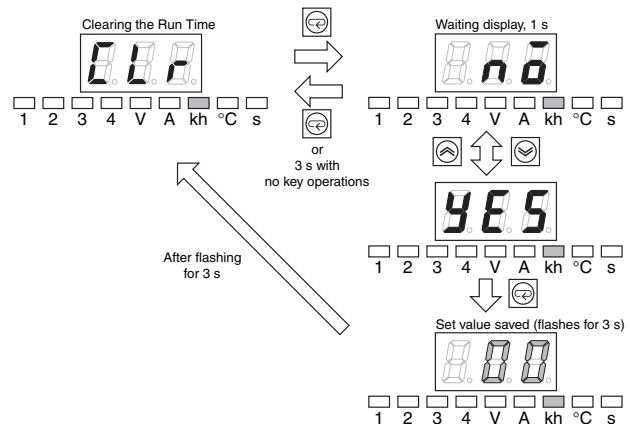 Clearing the Run Time
CLr
1 2 3 4 V A kh °C s
or
3 s with
no key operations
Waiting display, 1 s
nō
1 2 3 4 V A kh °C s
YES
1 2 3 4 V A kh °C s
After flashing
for 3 s
Set value saved (flashes for 3 s)
00
1 2 3 4 V A kh °C s